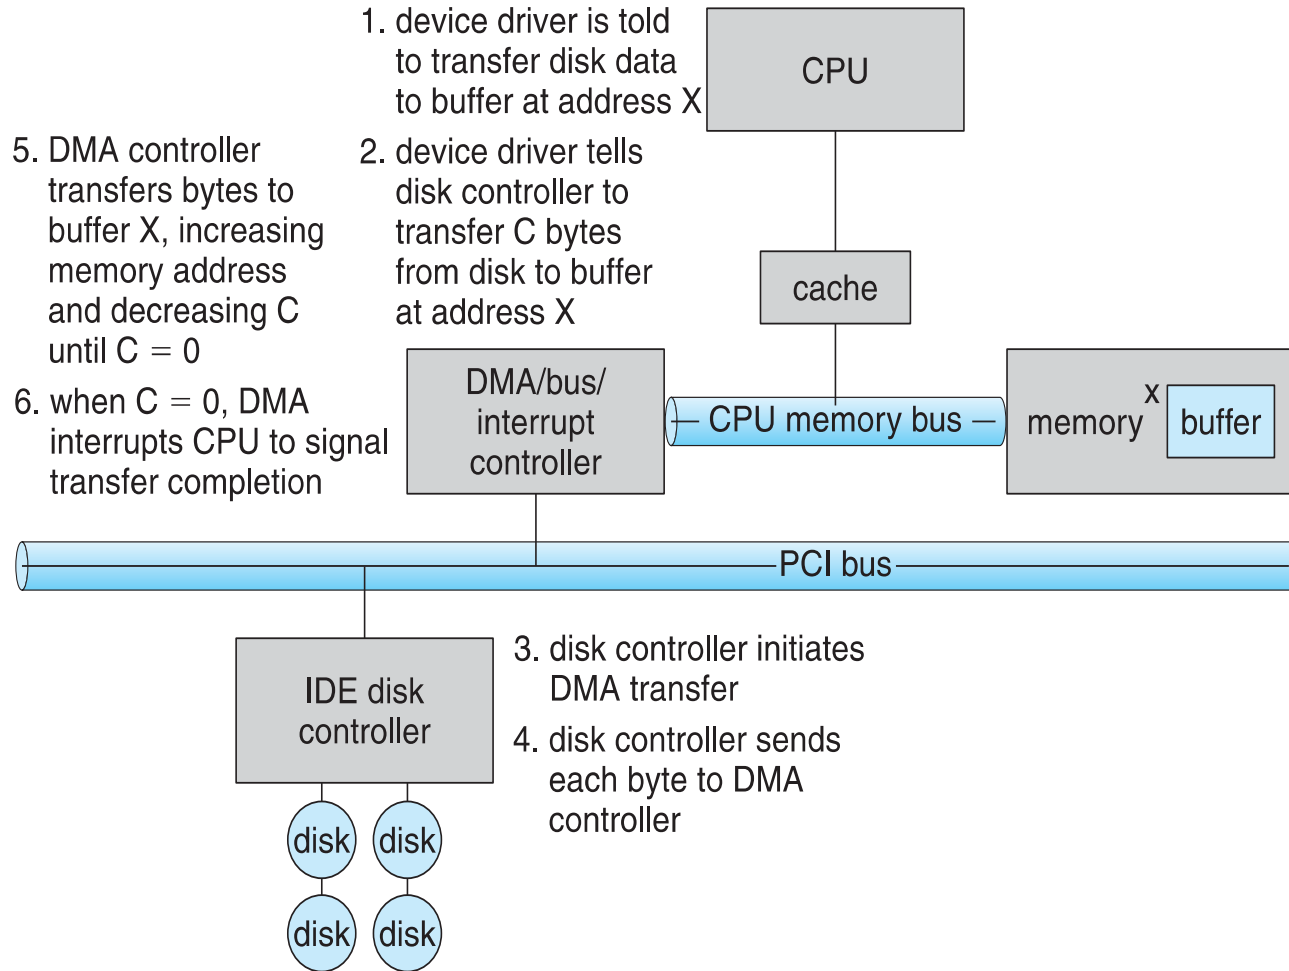 1. device driver is told
to transfer disk data
to buffer at address X
CPU
5. DMA controller
transfers bytes to
buffer X, increasing
memory address
and decreasing C
until C = 0
2. device driver tells
disk controller to
transfer C bytes
from disk to buffer
at address X
cache
6. when C = 0, DMA
interrupts CPU to signal
transfer completion
DMA/bus/
interrupt
controller
CPU memory bus
memory
x
buffer
PCI bus
IDE disk
controller
3. disk controller initiates
DMA transfer
4. disk controller sends
each byte to DMA
controller
disk
disk
disk
disk